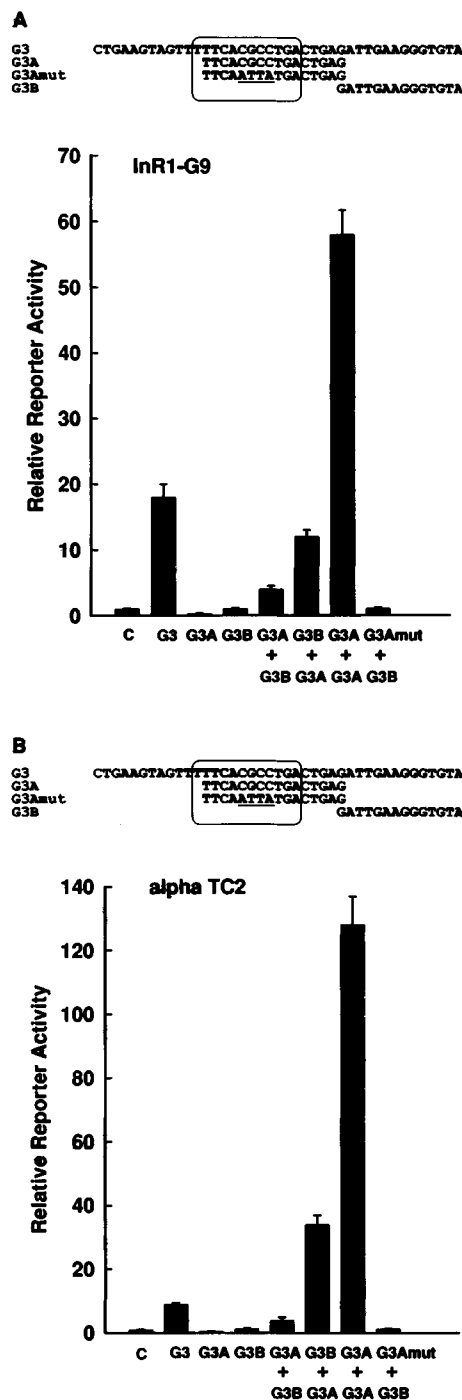 A
G3 CTGAAGTAGTTTTTCACGCCTGACTGAGATTGAAGGGTGTA
G3A TTCACGCCTGACTGAG
G3Amut TTCAATTATGACTGAG
G3B GATTGAAGGGTGTA
70
InR1-G9
60
50
40
30
20
10
0
Relative Reporter Activity
C G3 G3A G3B G3A G3B G3A G3Amut
+ + + +
G3B G3A G3A G3B
B
G3 CTGAAGTAGTTTTTCACGCCTGACTGAGATTGAAGGGTGTA
G3A TTCACGCCTGACTGAG
G3Amut TTCAATTATGACTGAG
G3B GATTGAAGGGTGTA
140
alpha TC2
120
100
80
60
40
20
0
Relative Reporter Activity
C G3 G3A G3B G3A G3B G3A G3Amut
+ + + +
G3B G3A G3A G3B